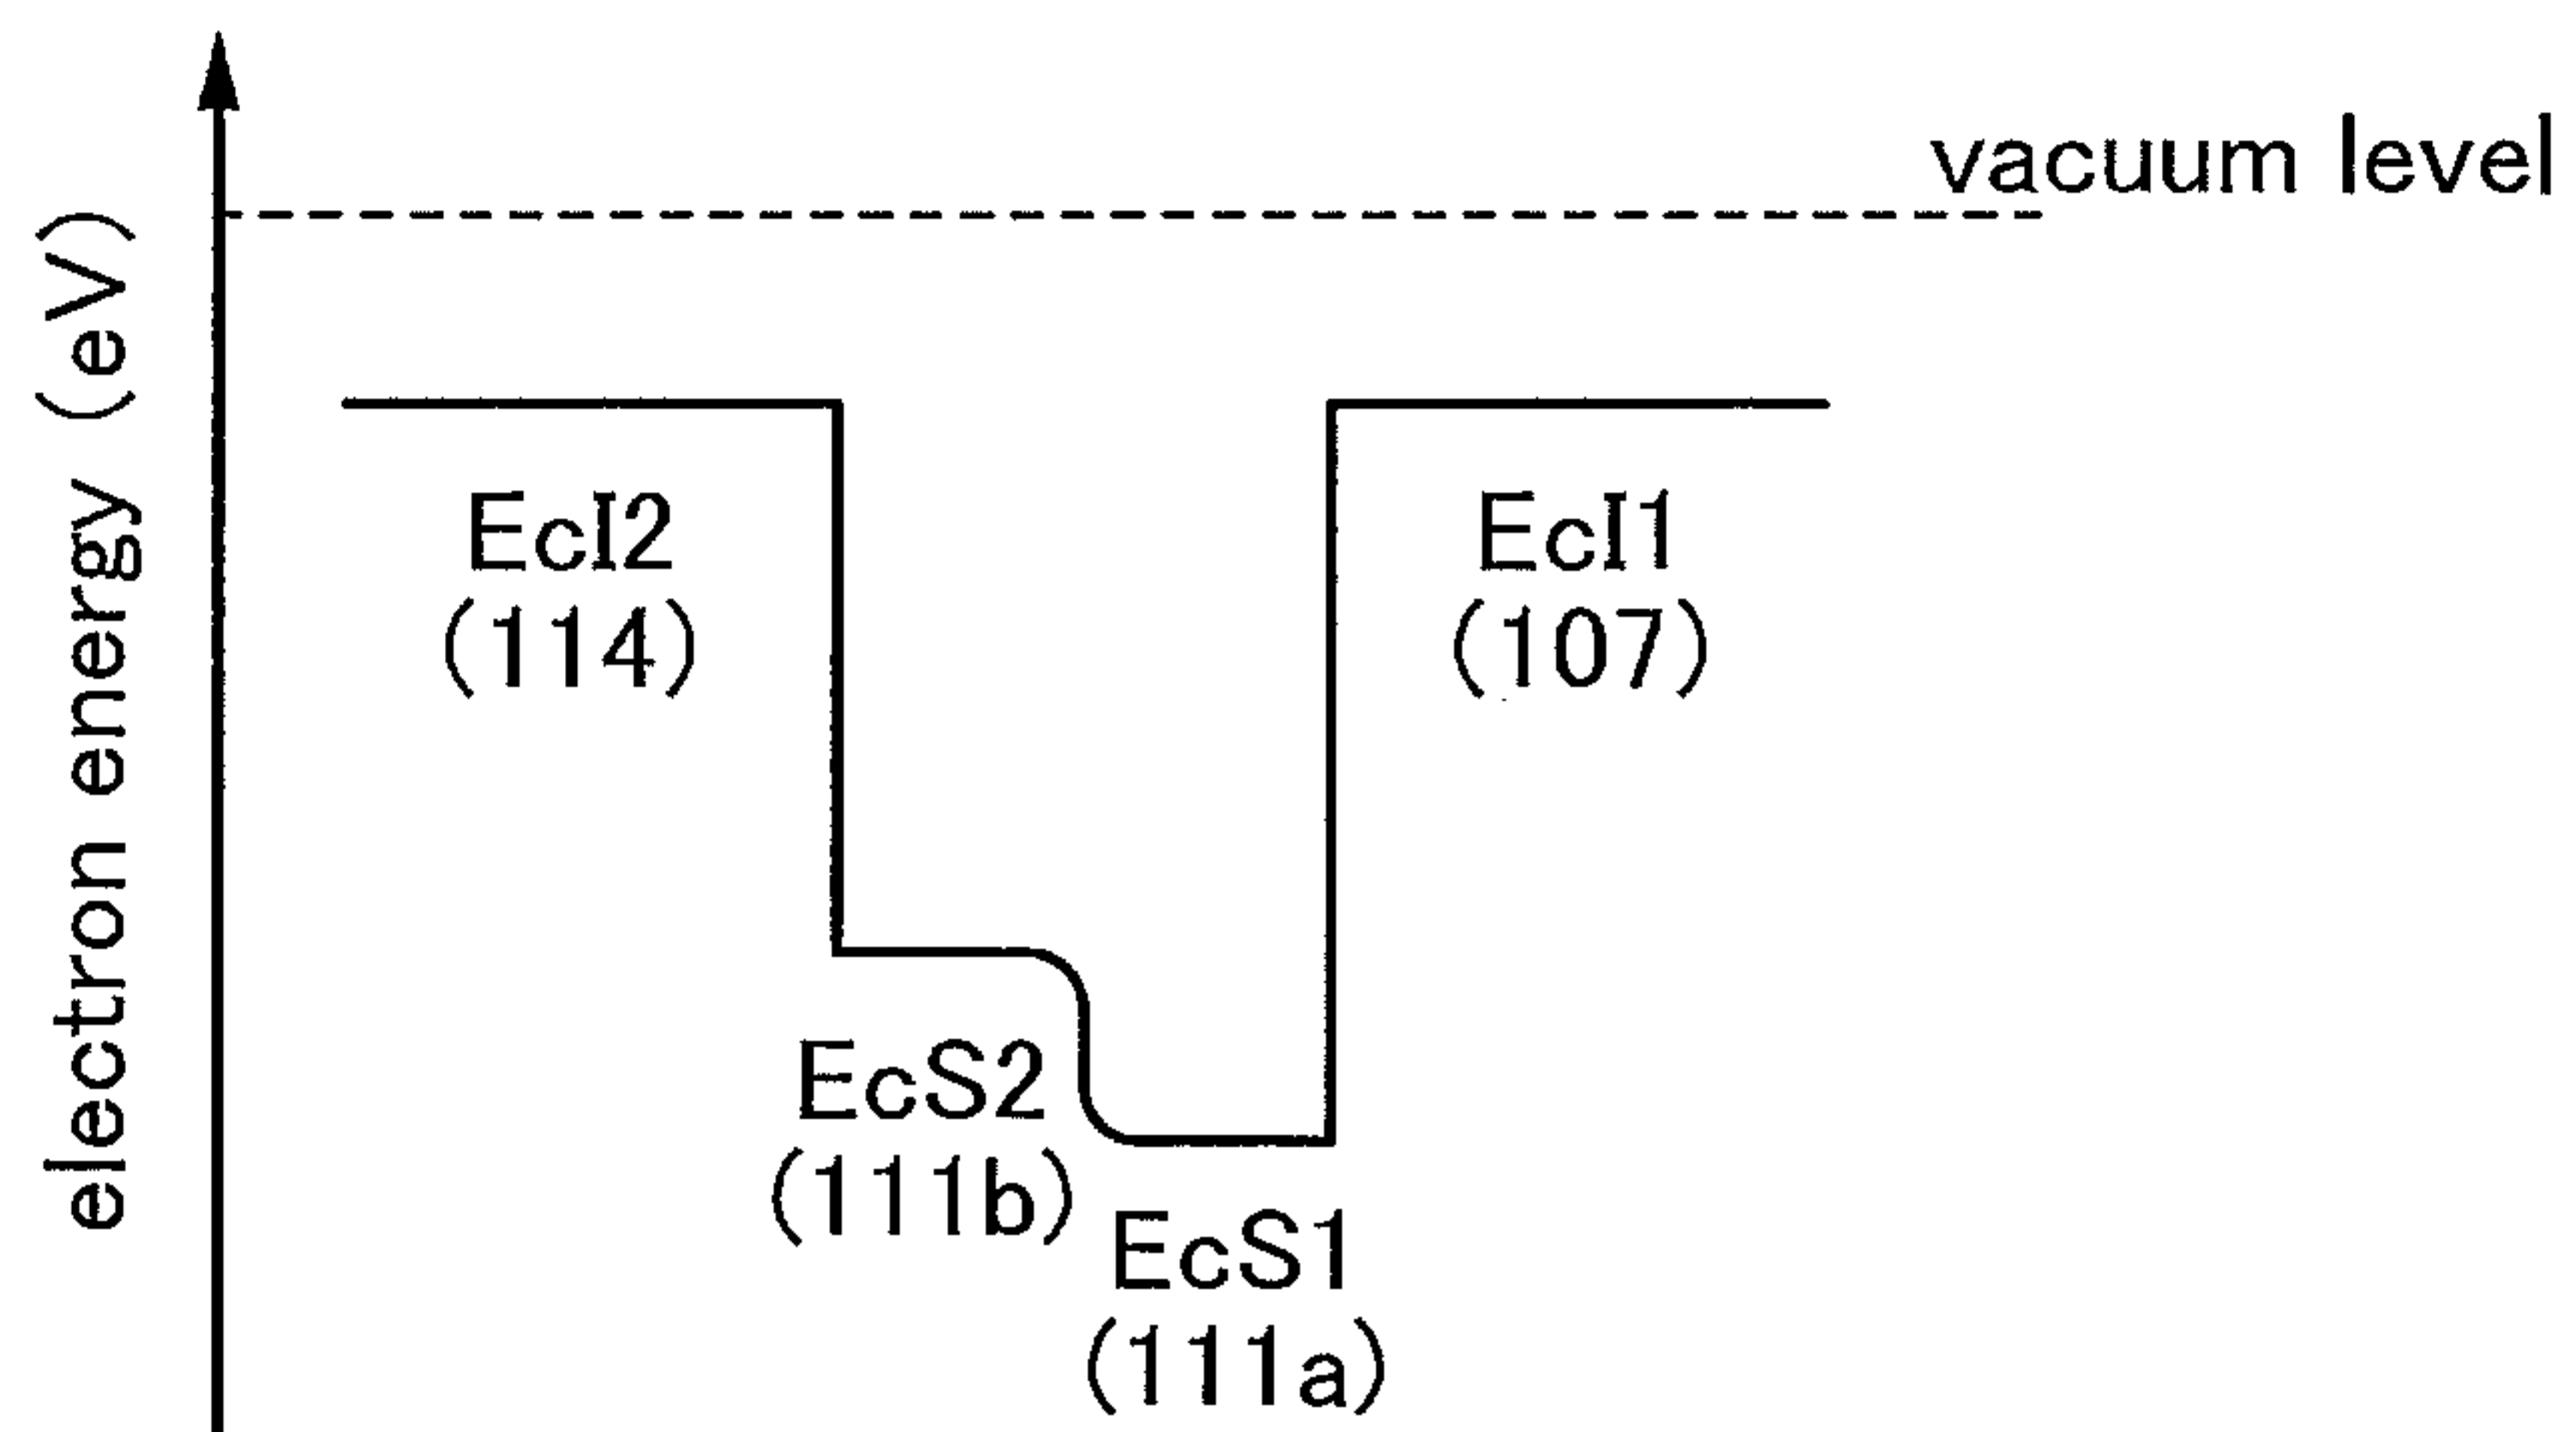 electron energy (eV)
vacuum level
EcI2
(114)
EcI1
(107)
EcS2
(111b)
EcS1
(111a)